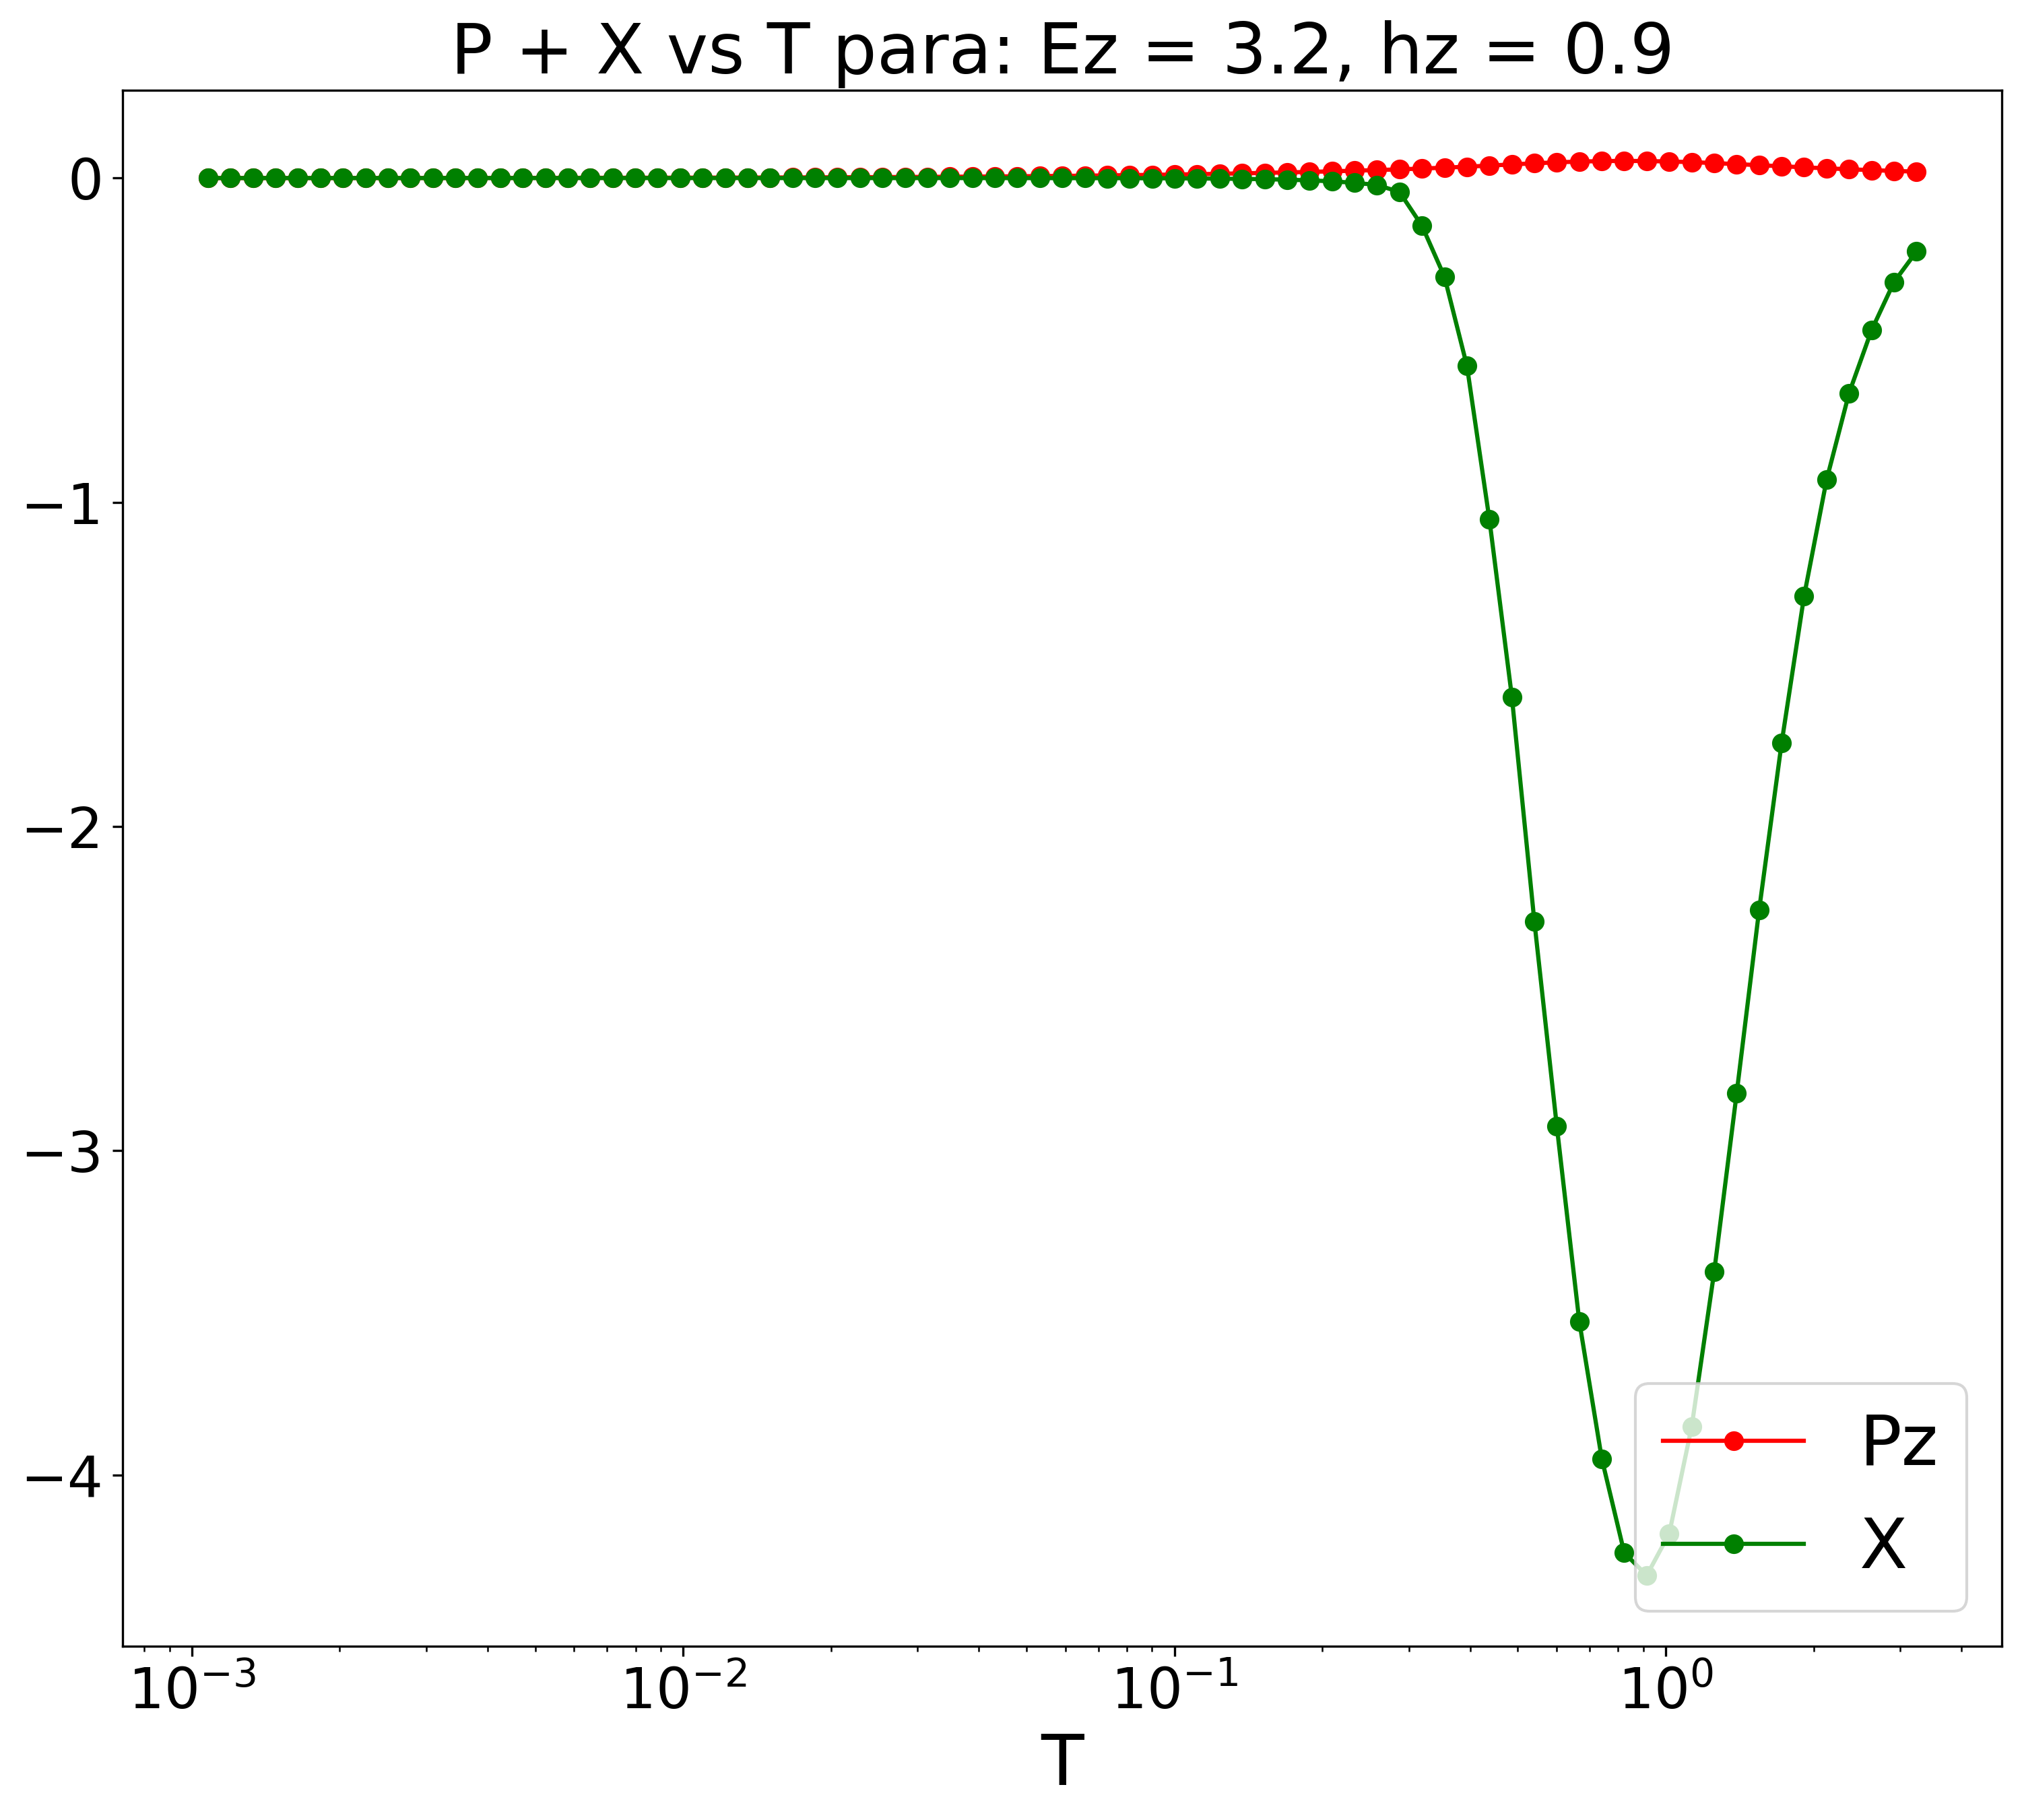 P + X vs T para: Ez = 3.2, hz = 0.9
0
−1
−2
−3
−4
Pz
X
10⁻³ 10⁻² 10⁻¹ 10⁰
T